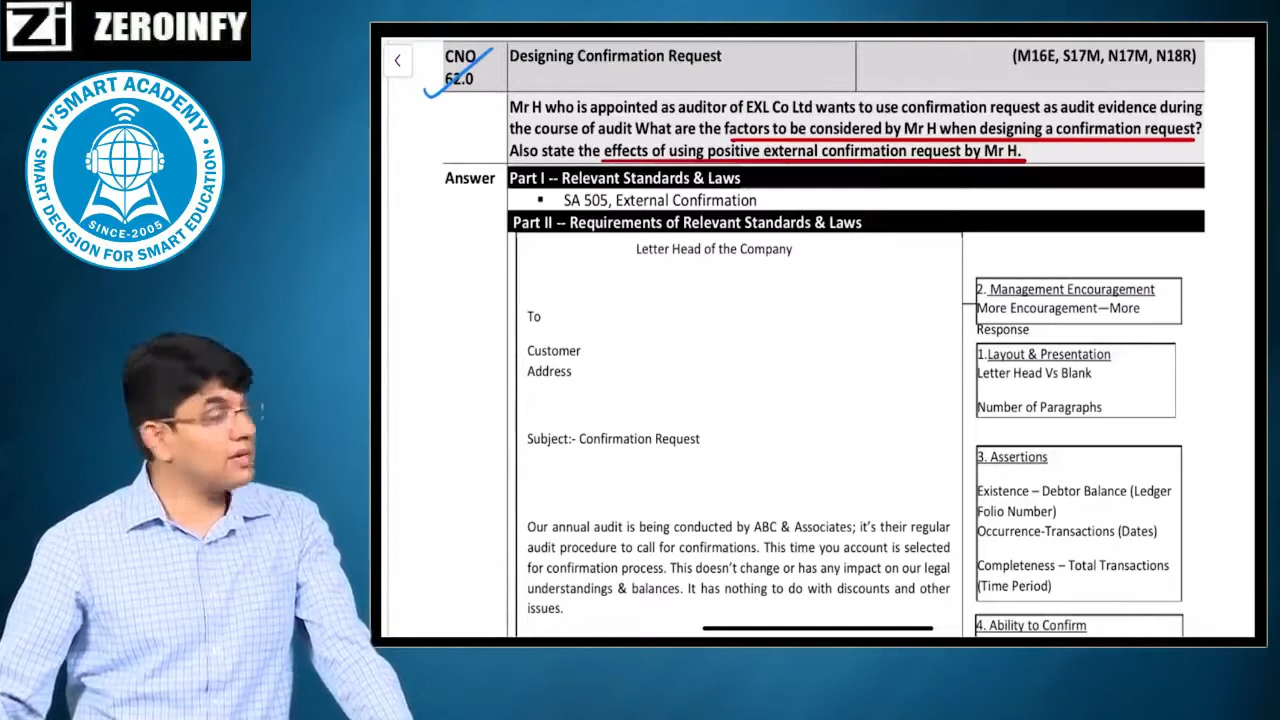 Zi ZEROINFY
V'SMART ACADEMY
SMART DECISION FOR SMART EDUCATION
SINCE-2005
CNO
62.0
Designing Confirmation Request
(M16E, S17M, N17M, N18R)
Mr H who is appointed as auditor of EXL Co Ltd wants to use confirmation request as audit evidence during
the course of audit What are the factors to be considered by Mr H when designing a confirmation request?
Also state the effects of using positive external confirmation request by Mr H.
Answer
Part I -- Relevant Standards & Laws
▪ SA 505, External Confirmation
Part II -- Requirements of Relevant Standards & Laws
Letter Head of the Company
To
Customer
Address
Subject:- Confirmation Request
Our annual audit is being conducted by ABC & Associates; it's their regular
audit procedure to call for confirmations. This time you account is selected
for confirmation process. This doesn't change or has any impact on our legal
understandings & balances. It has nothing to do with discounts and other
issues.
2. Management Encouragement
More Encouragement—More
Response
1.Layout & Presentation
Letter Head Vs Blank
Number of Paragraphs
3. Assertions
Existence – Debtor Balance (Ledger
Folio Number)
Occurrence-Transactions (Dates)
Completeness – Total Transactions
(Time Period)
4. Ability to Confirm